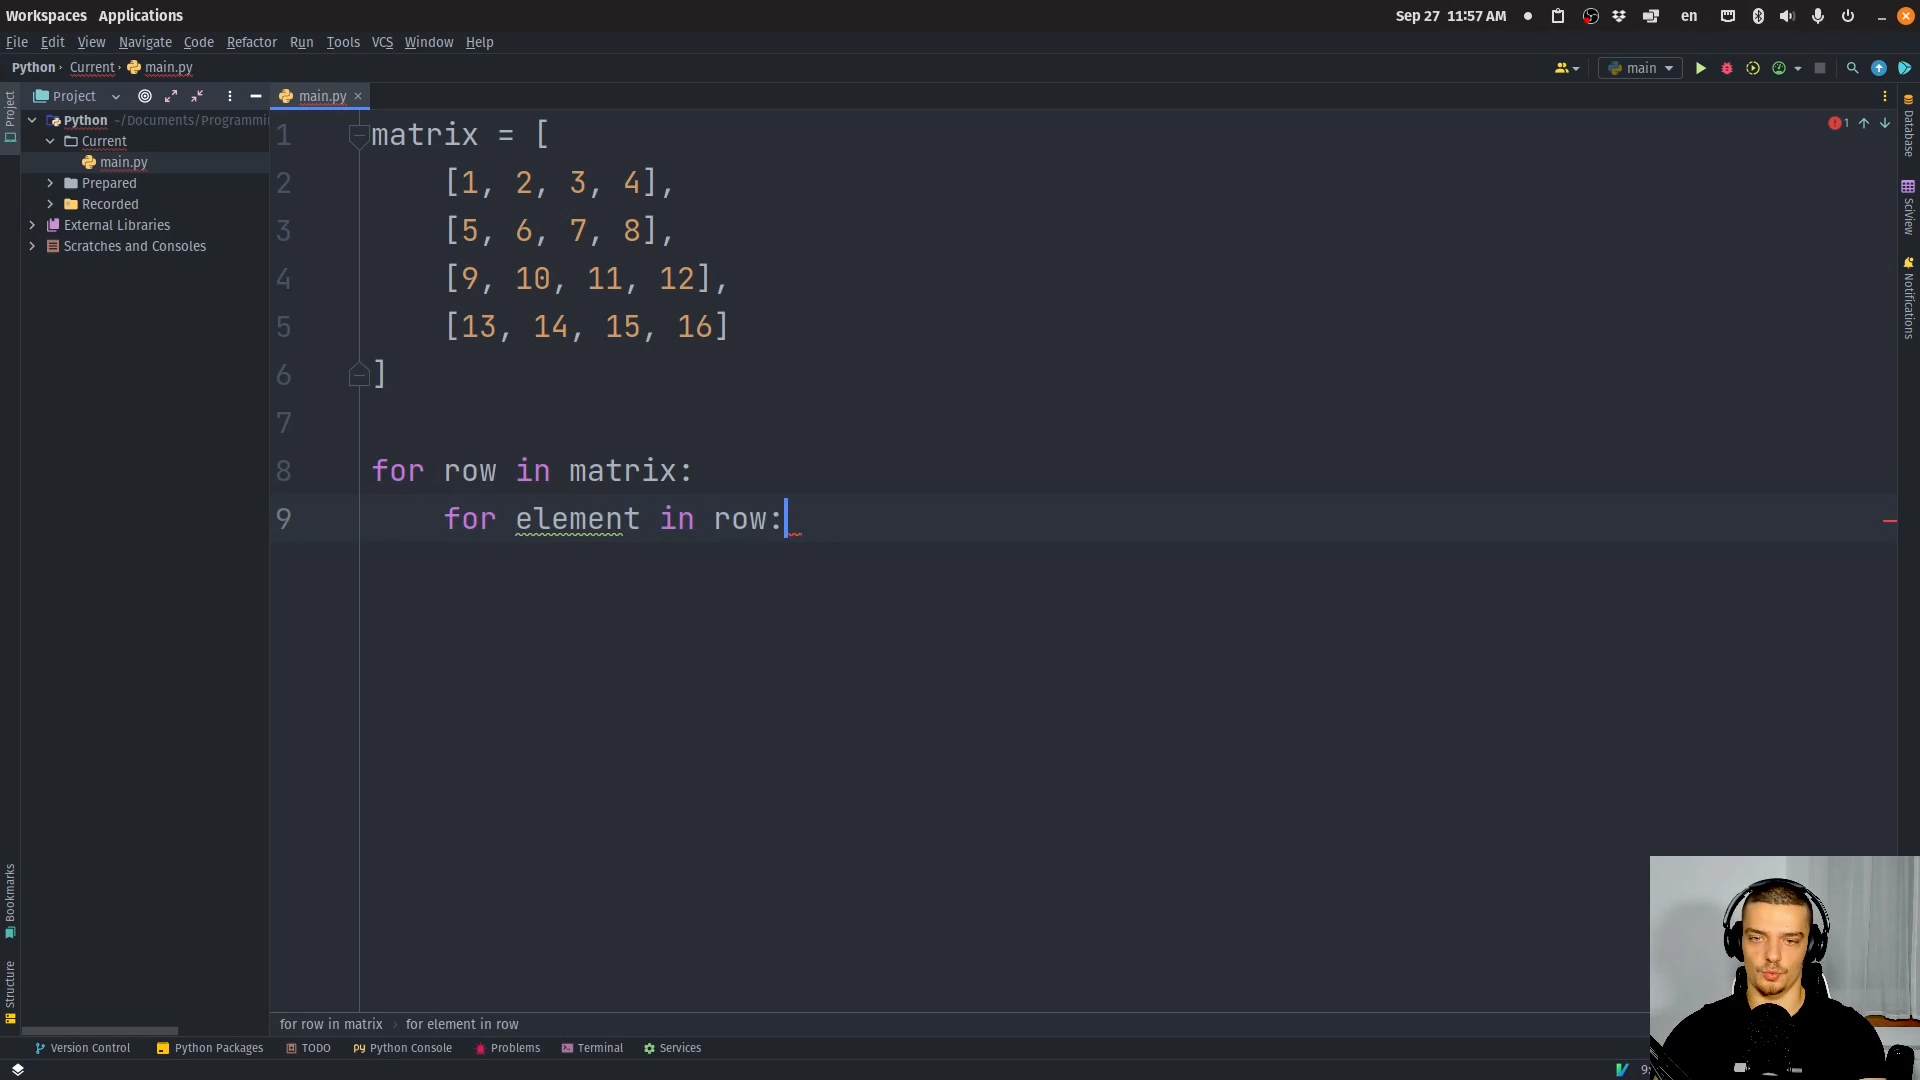 Workspaces Applications Sep 27 11:57 AM en
File Edit View Navigate Code Refactor Run Tools VCS Window Help
Python Current main.py main
Project main.py
Python ~/Documents/Programmin
Current
main.py
Prepared
Recorded
External Libraries
Scratches and Consoles
1 matrix = [
2 [1, 2, 3, 4],
3 [5, 6, 7, 8],
4 [9, 10, 11, 12],
5 [13, 14, 15, 16]
6 ]
7
8 for row in matrix:
9 for element in row:
1
Project
Bookmarks
Structure
Database
SciView
Notifications
for row in matrix › for element in row
Version Control Python Packages TODO Python Console Problems Terminal Services